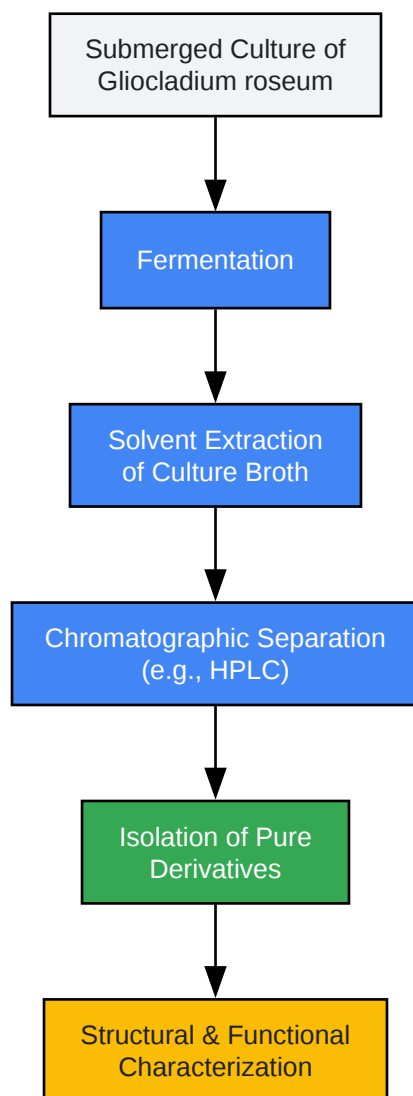 Submerged Culture of
Gliocladium roseum
Fermentation
Solvent Extraction
of Culture Broth
Chromatographic Separation
(e.g., HPLC)
Isolation of Pure
Derivatives
Structural & Functional
Characterization